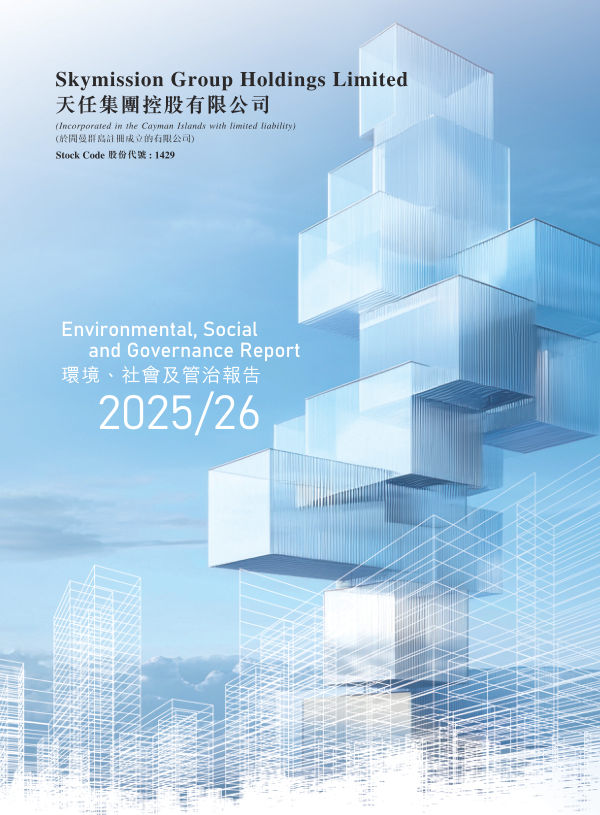 Skymission Group Holdings Limited
天任集團控股有限公司
(Incorporated in the Cayman Islands with limited liability)
(於開曼群島註冊成立的有限公司)
Stock Code 股份代號 : 1429
Environmental, Social
and Governance Report
環境、社會及管治報告
2025/26